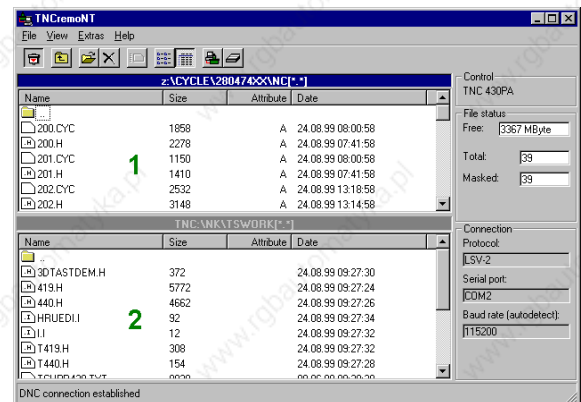 TNCremoNT
File View Extras Help
z:\CYCLE\280474XX\NC[*.*]
Name Size Attribute Date
..
200.CYC 1858 A 24.08.99 08:00:58
200.H 2278 A 24.08.99 07:41:58
201.CYC 1150 A 24.08.99 08:00:58
201.H 1410 A 24.08.99 07:41:58
202.CYC 2532 A 24.08.99 13:18:58
202.H 3148 A 24.08.99 13:14:58
1
TNC:\NK\TSWORK[*.*]
Name Size Attribute Date
..
3DTASTDEM.H 372 24.08.99 09:27:30
419.H 5772 24.08.99 09:27:24
440.H 4662 24.08.99 09:27:26
HRUEDI.I 92 24.08.99 09:27:34
I.I 12 24.08.99 09:27:32
T419.H 308 24.08.99 09:27:32
T440.H 154 24.08.99 09:27:28
2
Control
TNC 430PA
File status
Free: 3367 MByte
Total: 39
Masked: 39
Connection
Protocol:
LSV-2
Serial port:
COM2
Baud rate (autodetect):
115200
DNC connection established
www.rgbautomatyka.pl